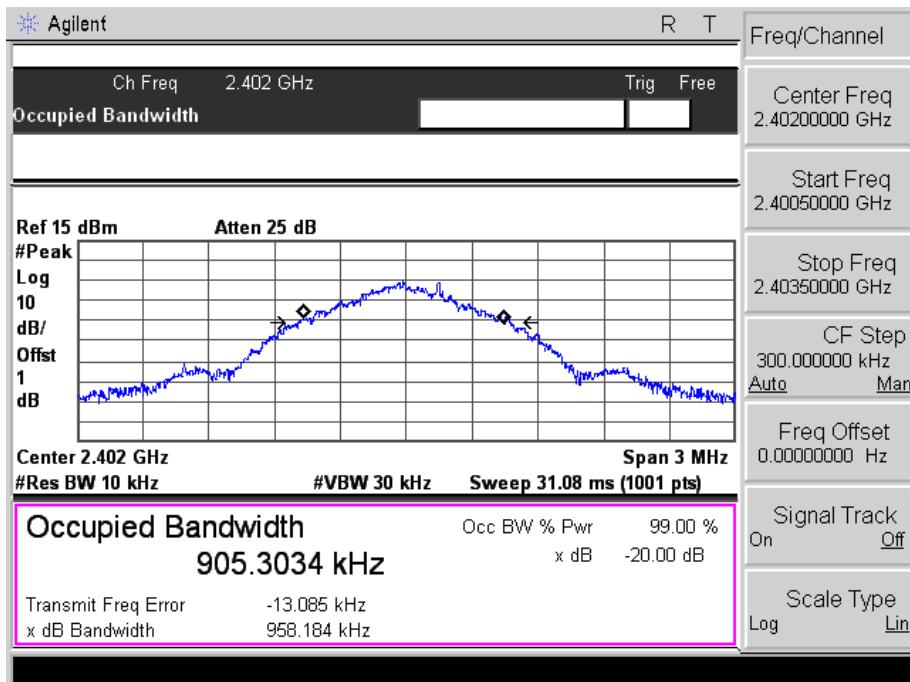 Agilent
R T
Ch Freq 2.402 GHz
Trig Free
Occupied Bandwidth
Ref 15 dBm
Atten 25 dB
#Peak
Log
10
dB/
Offst
1
dB
Center 2.402 GHz
Span 3 MHz
#Res BW 10 kHz
#VBW 30 kHz
Sweep 31.08 ms (1001 pts)
Occupied Bandwidth
905.3034 kHz
Occ BW % Pwr 99.00 %
x dB -20.00 dB
Transmit Freq Error -13.085 kHz
x dB Bandwidth 958.184 kHz
Freq/Channel
Center Freq
2.40200000 GHz
Start Freq
2.40050000 GHz
Stop Freq
2.40350000 GHz
CF Step
300.000000 kHz
Auto Man
Freq Offset
0.00000000 Hz
Signal Track
On Off
Scale Type
Log Lin